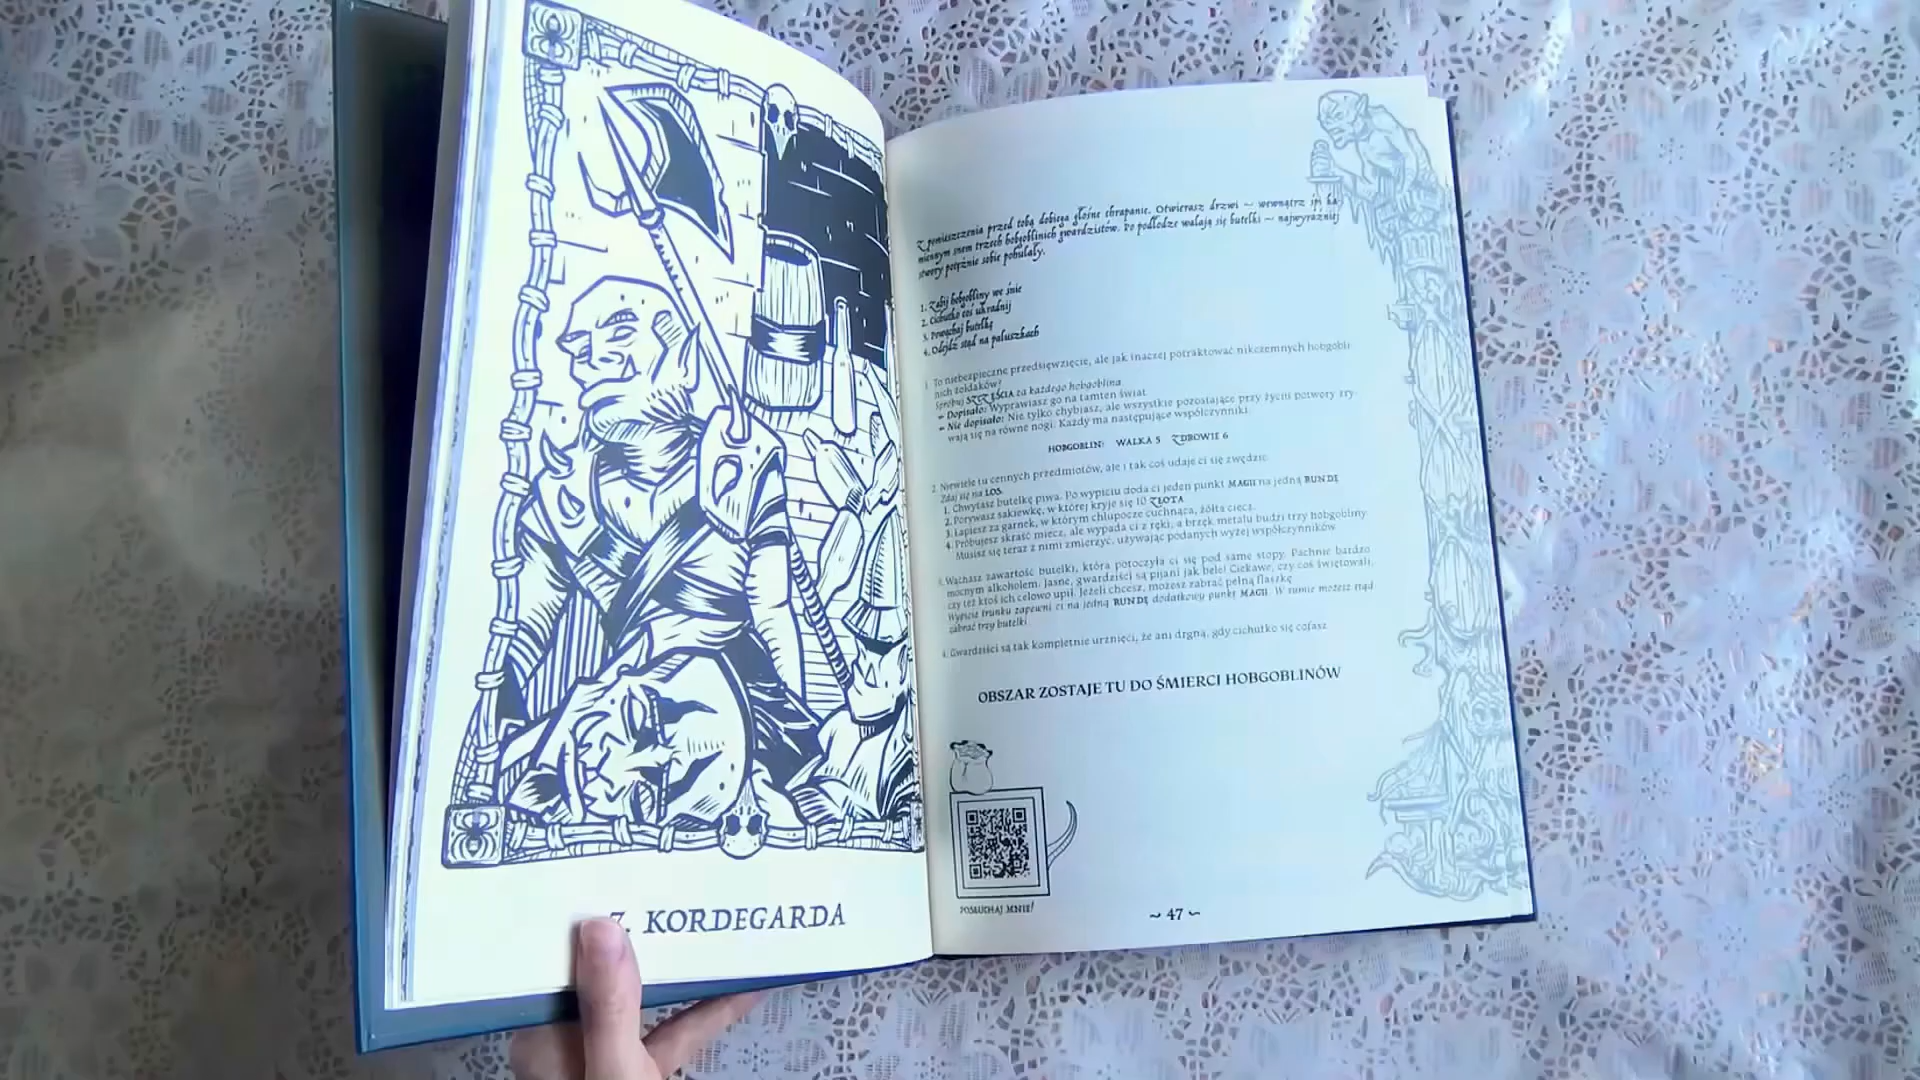 7. KORDEGARDA
Z pomieszczenia przed tobą dobiega głośne chrapanie. Otwierasz drzwi ~ wewnątrz śpi ka-
miennym snem trzech hobgoblinich gwardzistów. Po podłodze walają się butelki ~ najwyraźniej
stwory potężnie sobie pohulały.
1. Zabij hobgobliny we śnie
2. Cichutko coś ukradnij
3. Powąchaj butelkę
4. Odejdź stąd na paluszkach
1. To niebezpieczne przedsięwzięcie, ale jak inaczej potraktować nikczemnych hobgobli
nich żołdaków?
Spróbuj SZCZĘŚCIA za każdego hobgoblina
~ Dopisało: Wyprawiasz go na tamten świat
~ Nie dopisało: Nie tylko chybiasz, ale wszystkie pozostające przy życiu potwory zry-
wają się na równe nogi. Każdy ma następujące współczynniki.
HOBGOBLIN: WALKA 5 ZDROWIE 6
2. Niewiele tu cennych przedmiotów, ale i tak coś udaje ci się zwędzić.
Zdaj się na LOS.
1. Chwytasz butelkę piwa. Po wypiciu doda ci jeden punkt MAGII na jedną RUNDĘ
2. Porywasz sakiewkę, w której kryje się 10 ZŁOTA
3. Łapiesz za garnek, w którym chlupocze cuchnąca, żółta ciecz.
4. Próbujesz skraść miecz, ale wypada ci z ręki, a brzęk metalu budzi trzy hobgobliny.
Musisz się teraz z nimi zmierzyć, używając podanych wyżej współczynników
3. Wąchasz zawartość butelki, która potoczyła ci się pod same stopy. Pachnie bardzo
mocnym alkoholem. Jasne, gwardziści są pijani jak bele! Ciekawe, czy coś świętowali,
czy też ktoś ich celowo upił. Jeżeli chcesz, możesz zabrać pełną flaszkę
Wypicie trunku zapewni ci na jedną RUNDĘ dodatkowy punkt MAGII. W sumie możesz stąd
zabrać trzy butelki
4. Gwardziści są tak kompletnie urżnięci, że ani drgną, gdy cichutko się cofasz
OBSZAR ZOSTAJE TU DO ŚMIERCI HOBGOBLINÓW
POSŁUCHAJ MNIE!
~ 47 ~